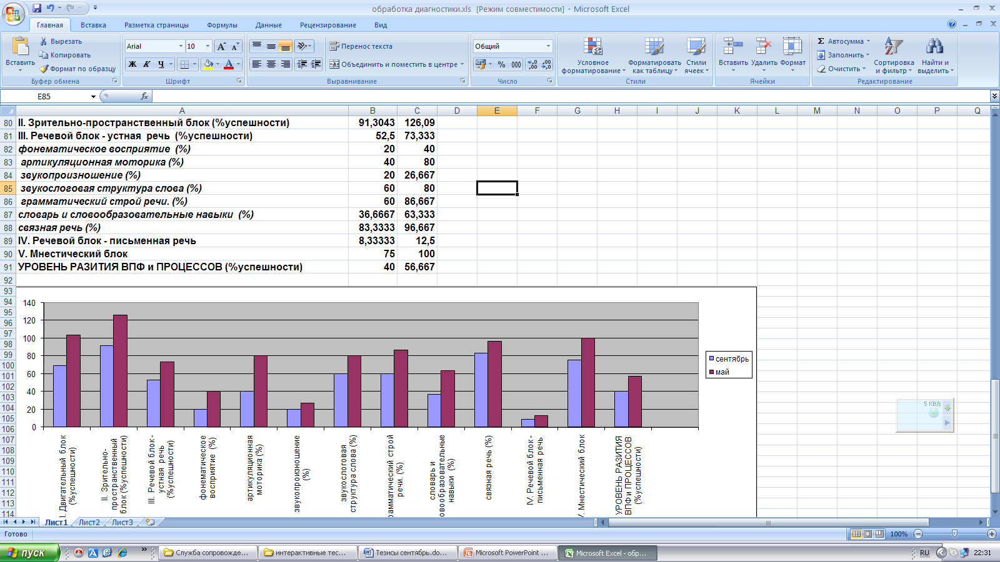 обработка диагностики.xls  [Режим совместимости] - Microsoft Excel
Главная Вставка Разметка страницы Формулы Данные Рецензирование Вид
Вставить
Вырезать
Копировать
Формат по образцу
Буфер обмена
Arial 10
Ж К Ч
Шрифт
Перенос текста
Объединить и поместить в центре
Выравнивание
Общий
% 000
Число
Условное форматирование
Форматировать как таблицу
Стили ячеек
Стили
Вставить Удалить Формат
Ячейки
Σ Автосумма
Заполнить
Очистить
Сортировка и фильтр
Найти и выделить
Редактирование
E85 fx
A B C D E F G H I J K L M N O P Q
80 II. Зрительно-пространственный блок (%успешности) 91,3043 126,09
81 III. Речевой блок - устная  речь  (%успешности) 52,5 73,333
82 фонематическое восприятие  (%) 20 40
83 артикуляционная моторика (%) 40 80
84 звукопроизношение (%) 20 26,667
85 звукослоговая структура слова (%) 60 80
86 грамматический строй речи. (%) 60 86,667
87 словарь и словообразовательные навыки  (%) 36,6667 63,333
88 связная речь (%) 83,3333 96,667
89 IV. Речевой блок - письменная речь 8,33333 12,5
90 V. Мнестический блок 75 100
91 УРОВЕНЬ РАЗИТИЯ ВПФ и ПРОЦЕССОВ (%успешности) 40 56,667
92
93
94
95
96
97
98
99
100
101
102
103
104
105
106
107
108
109
110
111
112
113
114
140
120
100
80
60
40
20
0
сентябрь
май
I. Двигательный блок
(%успешности)
II. Зрительно-
пространственный
блок (%успешности)
III. Речевой блок -
устная  речь
(%успешности)
фонематическое
восприятие  (%)
артикуляционная
моторика (%)
звукопроизношение
(%)
звукослоговая
структура слова (%)
рамматический строй
речи. (%)
словарь и
овообразовательные
навыки  (%)
связная речь (%)
IV. Речевой блок -
письменная речь
V. Мнестический блок
УРОВЕНЬ РАЗИТИЯ
ВПФ и ПРОЦЕССОВ
(%успешности)
5 KB/s
Лист1 Лист2 Лист3
Готово 100%
пуск
Служба сопровожде...
интерактивные тес...
Тезисы сентябрь.do...
Microsoft PowerPoint ...
Microsoft Excel - обр...
RU 22:31